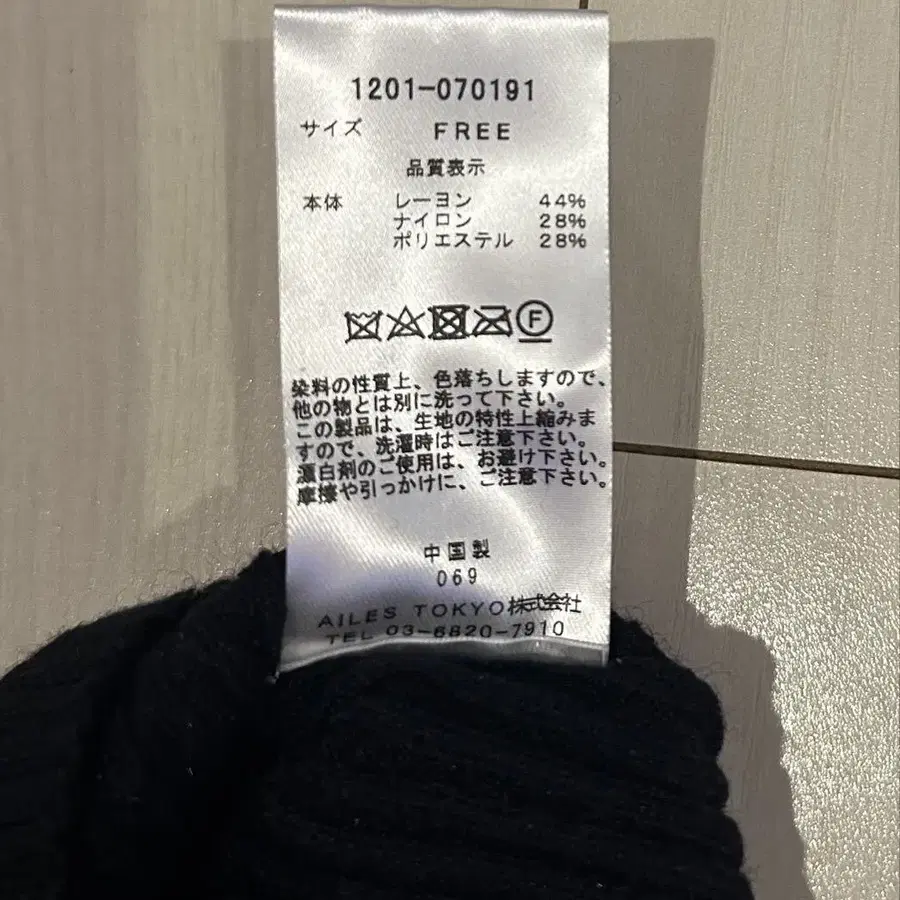 1201-070191
サイズ FREE
品質表示
本体 レーヨン 44%
ナイロン 28%
ポリエステル 28%
F
染料の性質上、色落ちしますので、
他の物とは別に洗って下さい。
この製品は、生地の特性上縮みま
すので、洗濯時はご注意下さい。
漂白剤のご使用は、お避け下さい。
摩擦や引っかけに、ご注意下さい。
中国製
069
AILES TOKYO株式会社
TEL 03-6820-7910